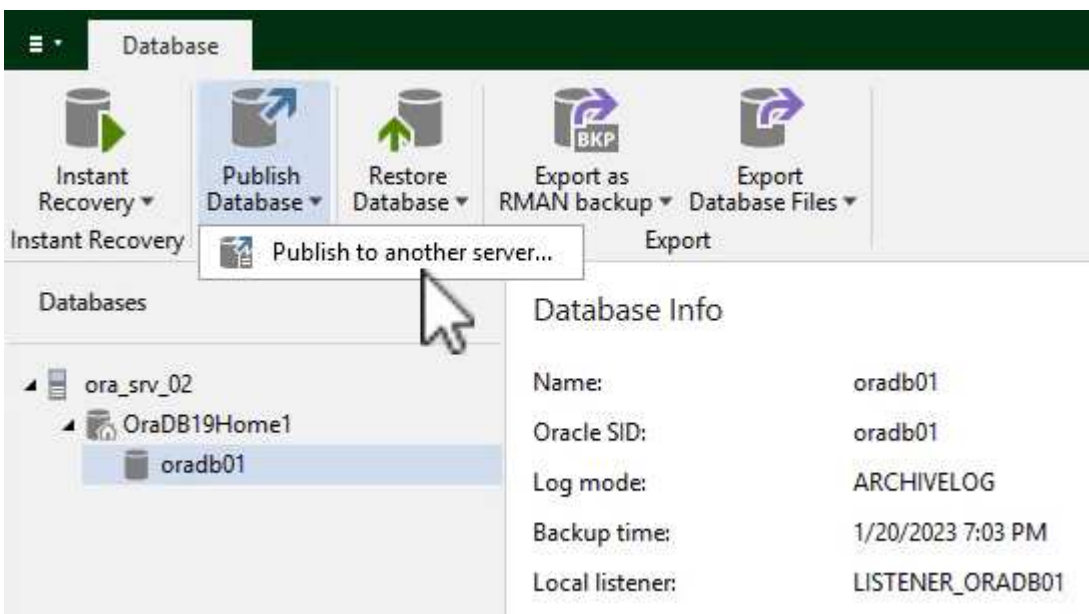 Database
Instant
Recovery
Publish
Database
Restore
Database
BKP
Export as
RMAN backup
Export
Database Files
Instant Recovery
Export
Publish to another server...
Databases
ora_srv_02
OraDB19Home1
oradb01
Database Info
Name: oradb01
Oracle SID: oradb01
Log mode: ARCHIVELOG
Backup time: 1/20/2023 7:03 PM
Local listener: LISTENER_ORADB01